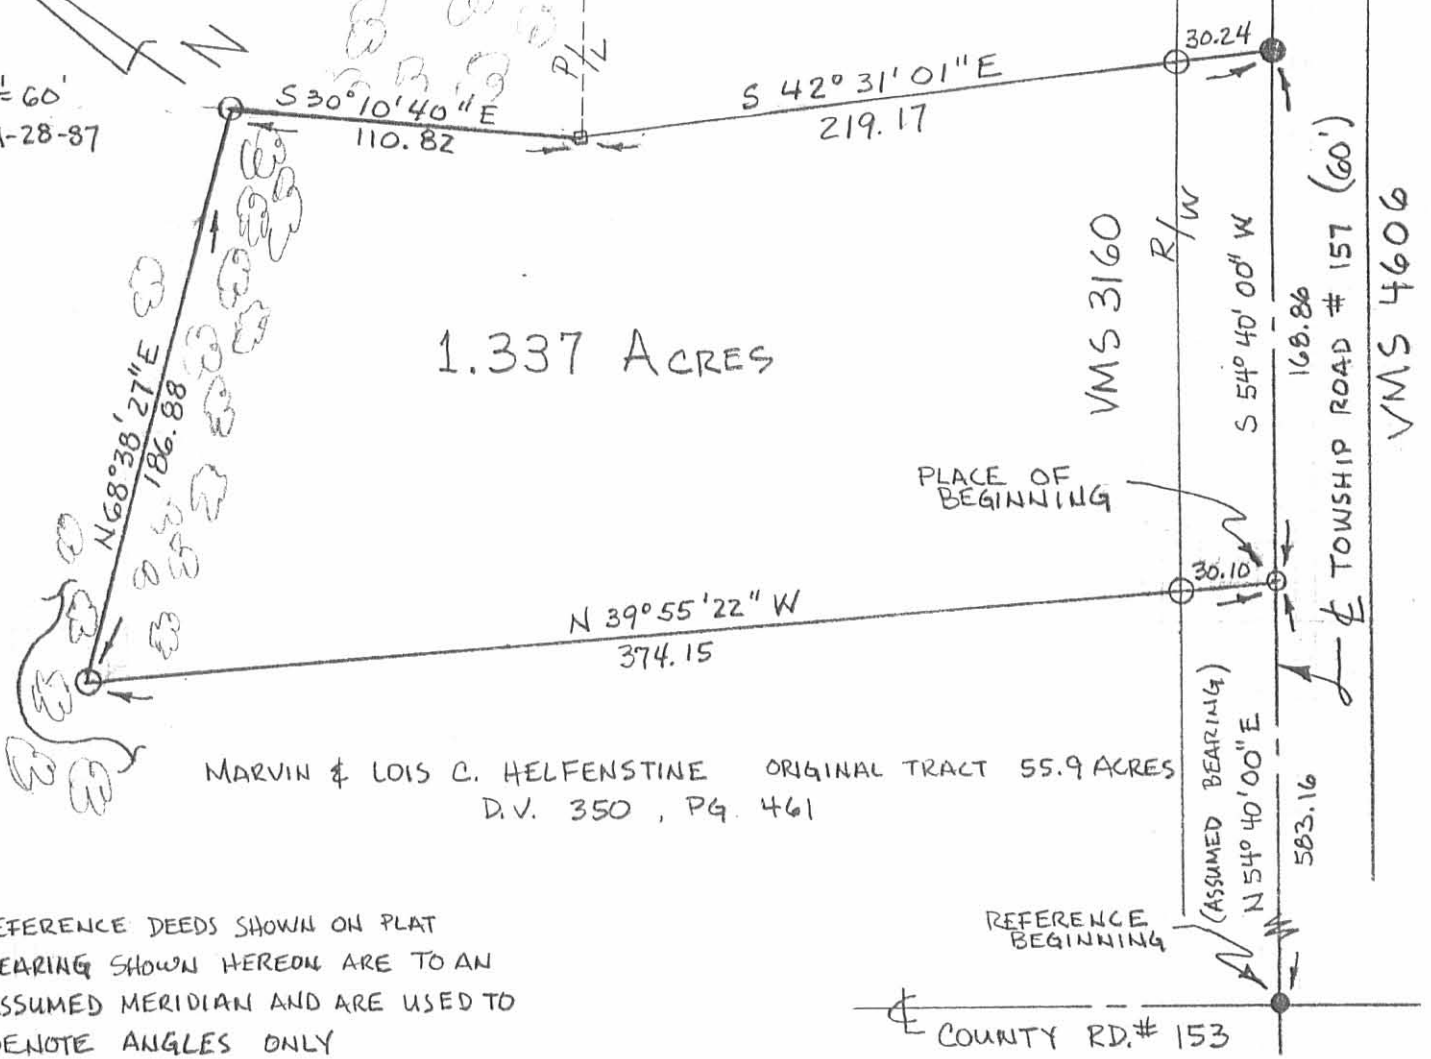 N
= 60'
-28-87
P/L
30.24
S 30°10'40"E
110.82
S 42°31'01"E
219.17
N68°38'27"E
186.88
1.337 ACRES
VMS 3160
R/W
S 54°40'00" W
168.86
℄ TOWNSHIP ROAD # 157 (60')
VMS 4606
PLACE OF
BEGINNING
30.10
N 39°55'22" W
374.15
MARVIN & LOIS C. HELFENSTINE ORIGINAL TRACT 55.9 ACRES
D.V. 350 , PG. 461
(ASSUMED BEARING)
N 54°40'00"E
583.16
REFERENCE
BEGINNING
EFERENCE DEEDS SHOWN ON PLAT
EARING SHOWN HEREON ARE TO AN
SSUMED MERIDIAN AND ARE USED TO
ENOTE ANGLES ONLY
℄
COUNTY RD.# 153